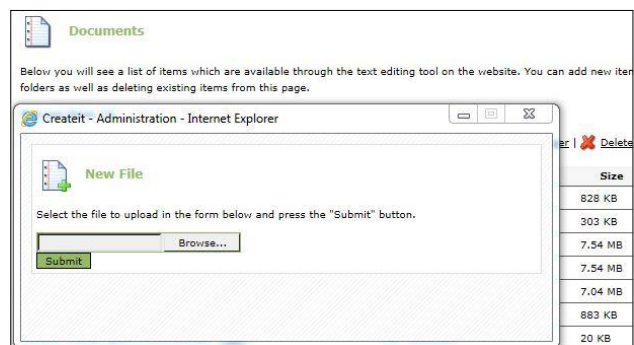 Documents
Below you will see a list of items which are available through the text editing tool on the website. You can add new
folders as well as deleting existing items from this page.
Createit - Administration - Internet Explorer
| Delete
New File
Size
Select the file to upload in the form below and press the "Submit" button.
828 KB
303 KB
Browse...
7.54 MB
Submit
7.54 MB
7.04 MB
883 KB
20 KB